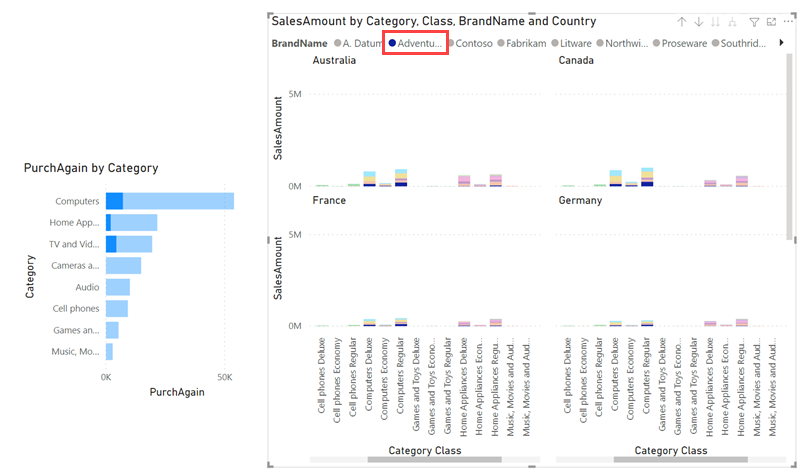 SalesAmount by Category, Class, BrandName and Country
BrandName A. Datum Adventu... Contoso Fabrikam Litware Northwi... Proseware Southrid...
Australia
Canada
5M
0M
SalesAmount
France
Germany
5M
0M
SalesAmount
Cell phones Deluxe
Cell phones Economy
Cell phones Regular
Computers Deluxe
Computers Economy
Computers Regular
Games and Toys Deluxe
Games and Toys Econo...
Games and Toys Regular
Home Appliances Deluxe
Home Appliances Econ...
Home Appliances Regu...
Music, Movies and Aud...
Music, Movies and Aud...
Category Class
Cell phones Deluxe
Cell phones Economy
Cell phones Regular
Computers Deluxe
Computers Economy
Computers Regular
Games and Toys Deluxe
Games and Toys Econo...
Games and Toys Regular
Home Appliances Deluxe
Home Appliances Econ...
Home Appliances Regu...
Music, Movies and Aud...
Music, Movies and Aud...
Category Class
PurchAgain by Category
Category
Computers
Home App...
TV and Vid...
Cameras a...
Audio
Cell phones
Games an...
Music, Mo...
0K
50K
PurchAgain